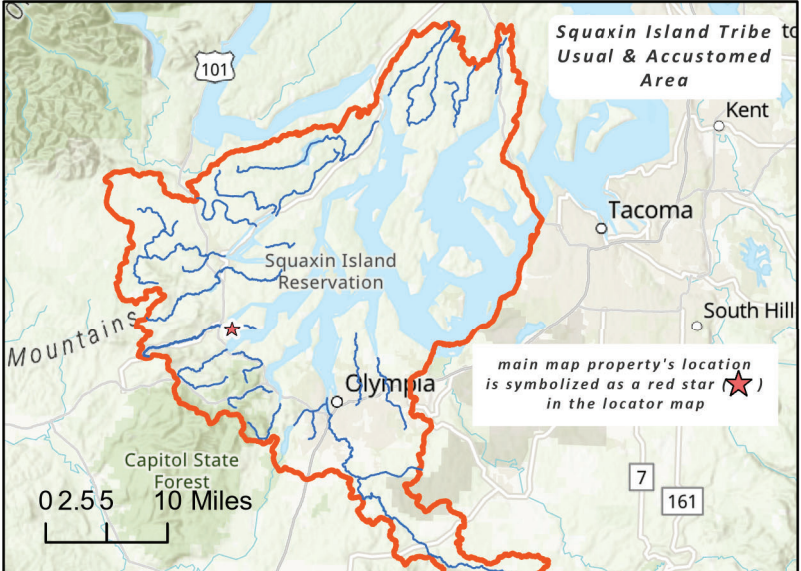 Squaxin Island Tribe
Usual & Accustomed
Area
to
101
Kent
Tacoma
Squaxin Island
Reservation
South Hill
Mountains
main map property's location
is symbolized as a red star ( )
in the locator map
Olympia
Capitol State
Forest
7
161
0 2.5 5 10 Miles